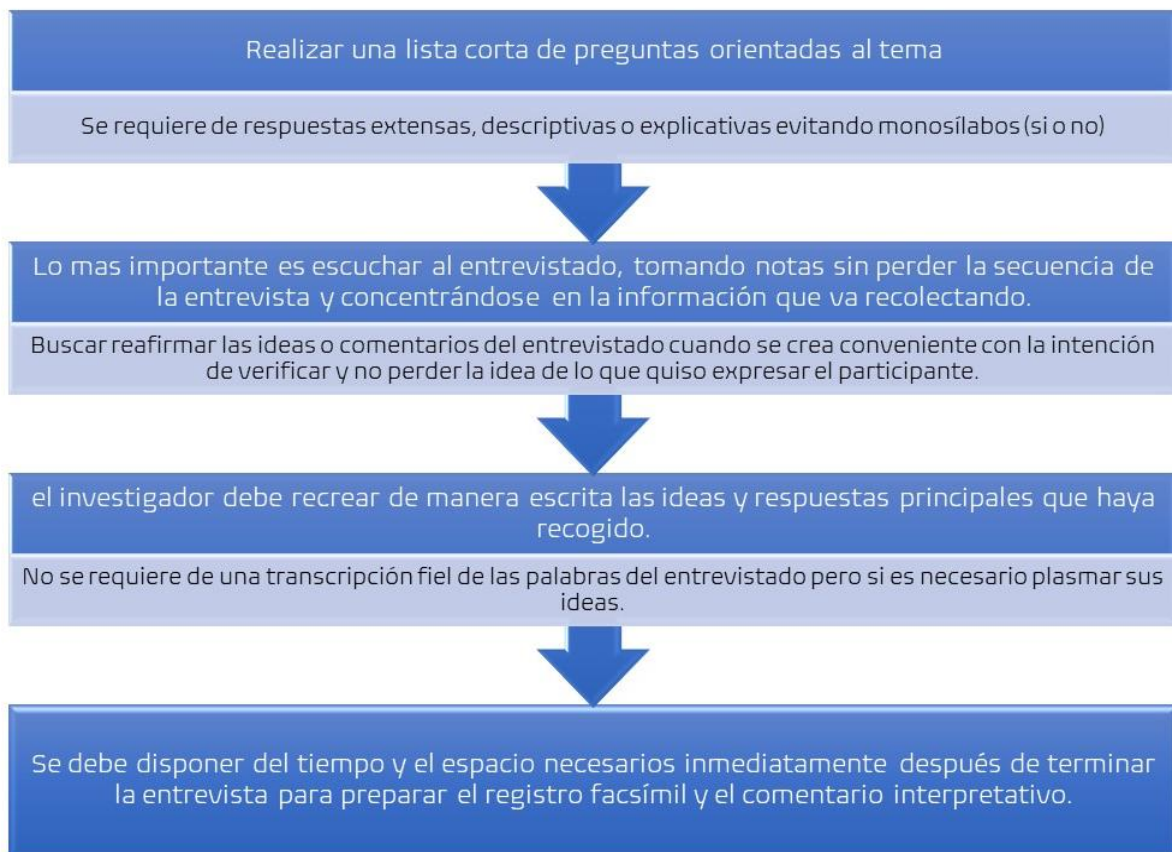 Realizar una lista corta de preguntas orientadas al tema
Se requiere de respuestas extensas, descriptivas o explicativas evitando monosílabos (si o no)
Lo mas importante es escuchar al entrevistado, tomando notas sin perder la secuencia de
la entrevista y concentrándose en la información que va recolectando.
Buscar reafirmar las ideas o comentarios del entrevistado cuando se crea conveniente con la intención
de verificar y no perder la idea de lo que quiso expresar el participante.
el investigador debe recrear de manera escrita las ideas y respuestas principales que haya
recogido.
No se requiere de una transcripción fiel de las palabras del entrevistado pero si es necesario plasmar sus
ideas.
Se debe disponer del tiempo y el espacio necesarios inmediatamente después de terminar
la entrevista para preparar el registro facsímil y el comentario interpretativo.